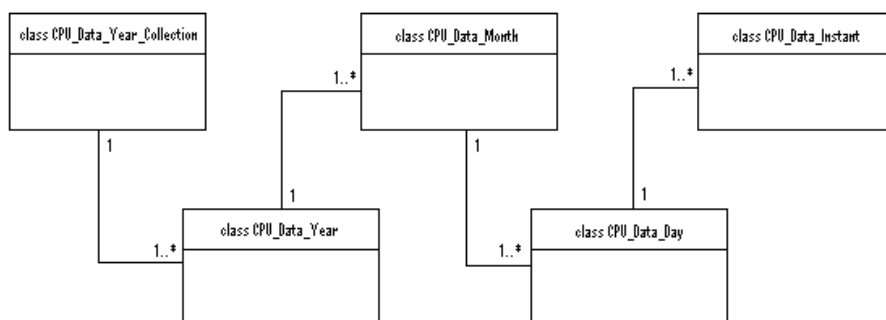 class CPU_Data_Year_Collection
class CPU_Data_Month
class CPU_Data_Instant
1..*
1..*
1
1
1
1
class CPU_Data_Year
class CPU_Data_Day
1..*
1..*